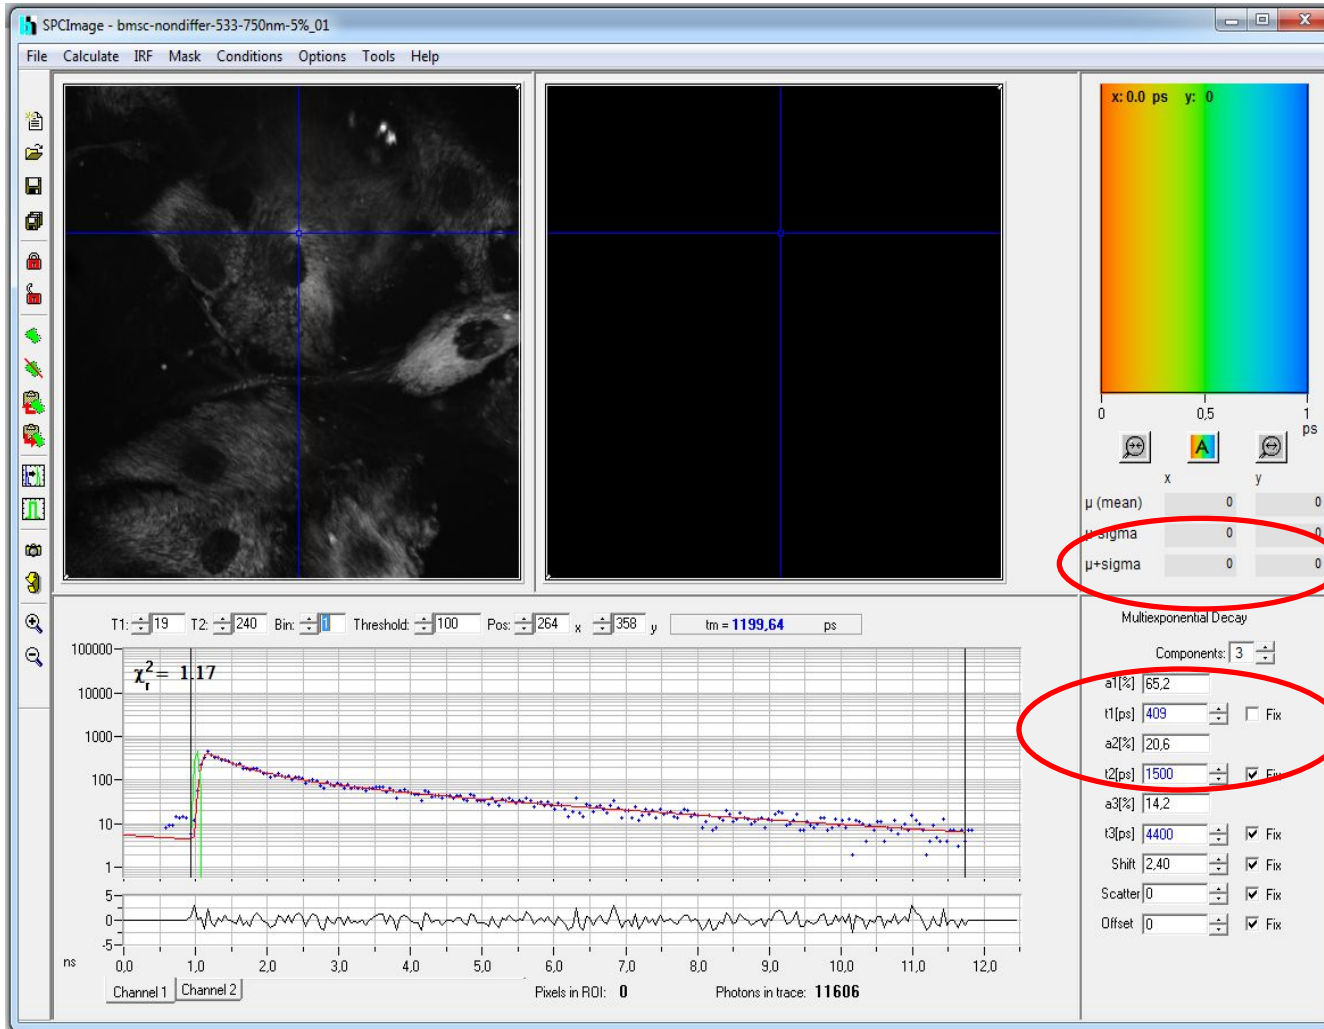 SPCImage - bmsc-nondiffer-533-750nm-5%_01
File Calculate IRF Mask Conditions Options Tools Help
x: 0.0 ps y: 0
0 0,5 1
ps
A
x y
µ (mean) 0 0
µ-sigma 0 0
µ+sigma 0 0
T1: 19 T2: 240 Bin: 1 Threshold: 100 Pos: 264 x 358 y tm = 1199,64 ps
χ²r = 1.17
100000
10000
1000
100
10
1
5
0
-5
ns 0,0 1,0 2,0 3,0 4,0 5,0 6,0 7,0 8,0 9,0 10,0 11,0 12,0
Channel 1 Channel 2 Pixels in ROI: 0 Photons in trace: 11606
Multiexponential Decay
Components: 3
a1[%] 65,2
t1[ps] 409 Fix
a2[%] 20,6
t2[ps] 1500 Fix
a3[%] 14,2
t3[ps] 4400 Fix
Shift 2,40 Fix
Scatter 0 Fix
Offset 0 Fix